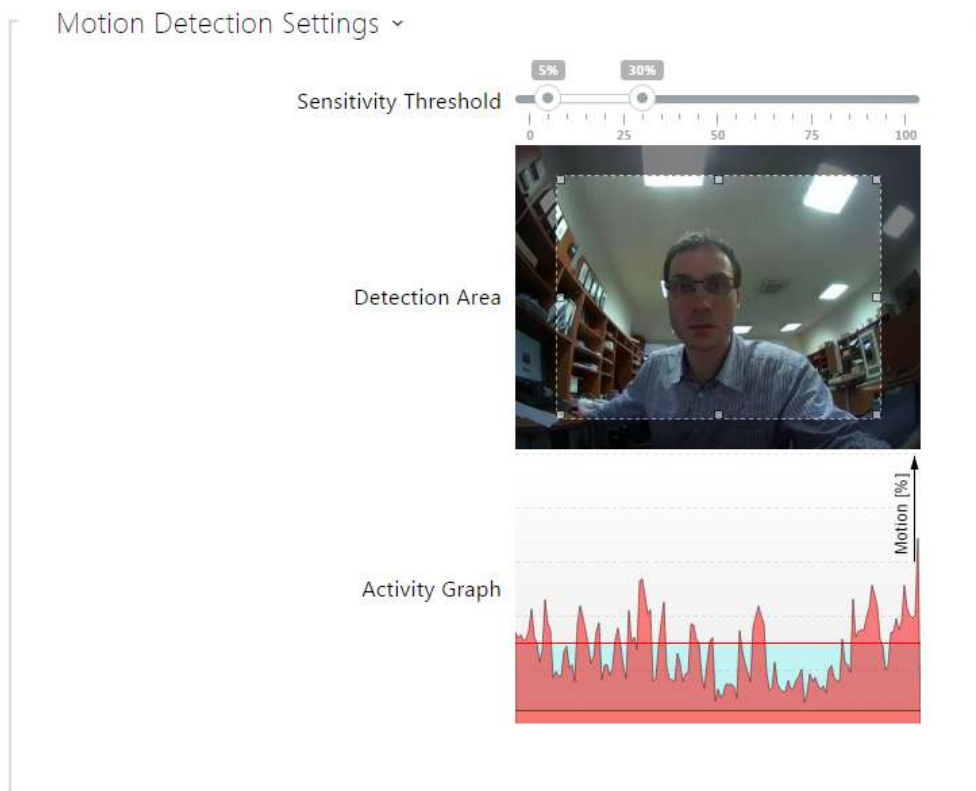 Motion Detection Settings
5% 30%
Sensitivity Threshold
0 25 50 75 100
Detection Area
Motion [%]
Activity Graph